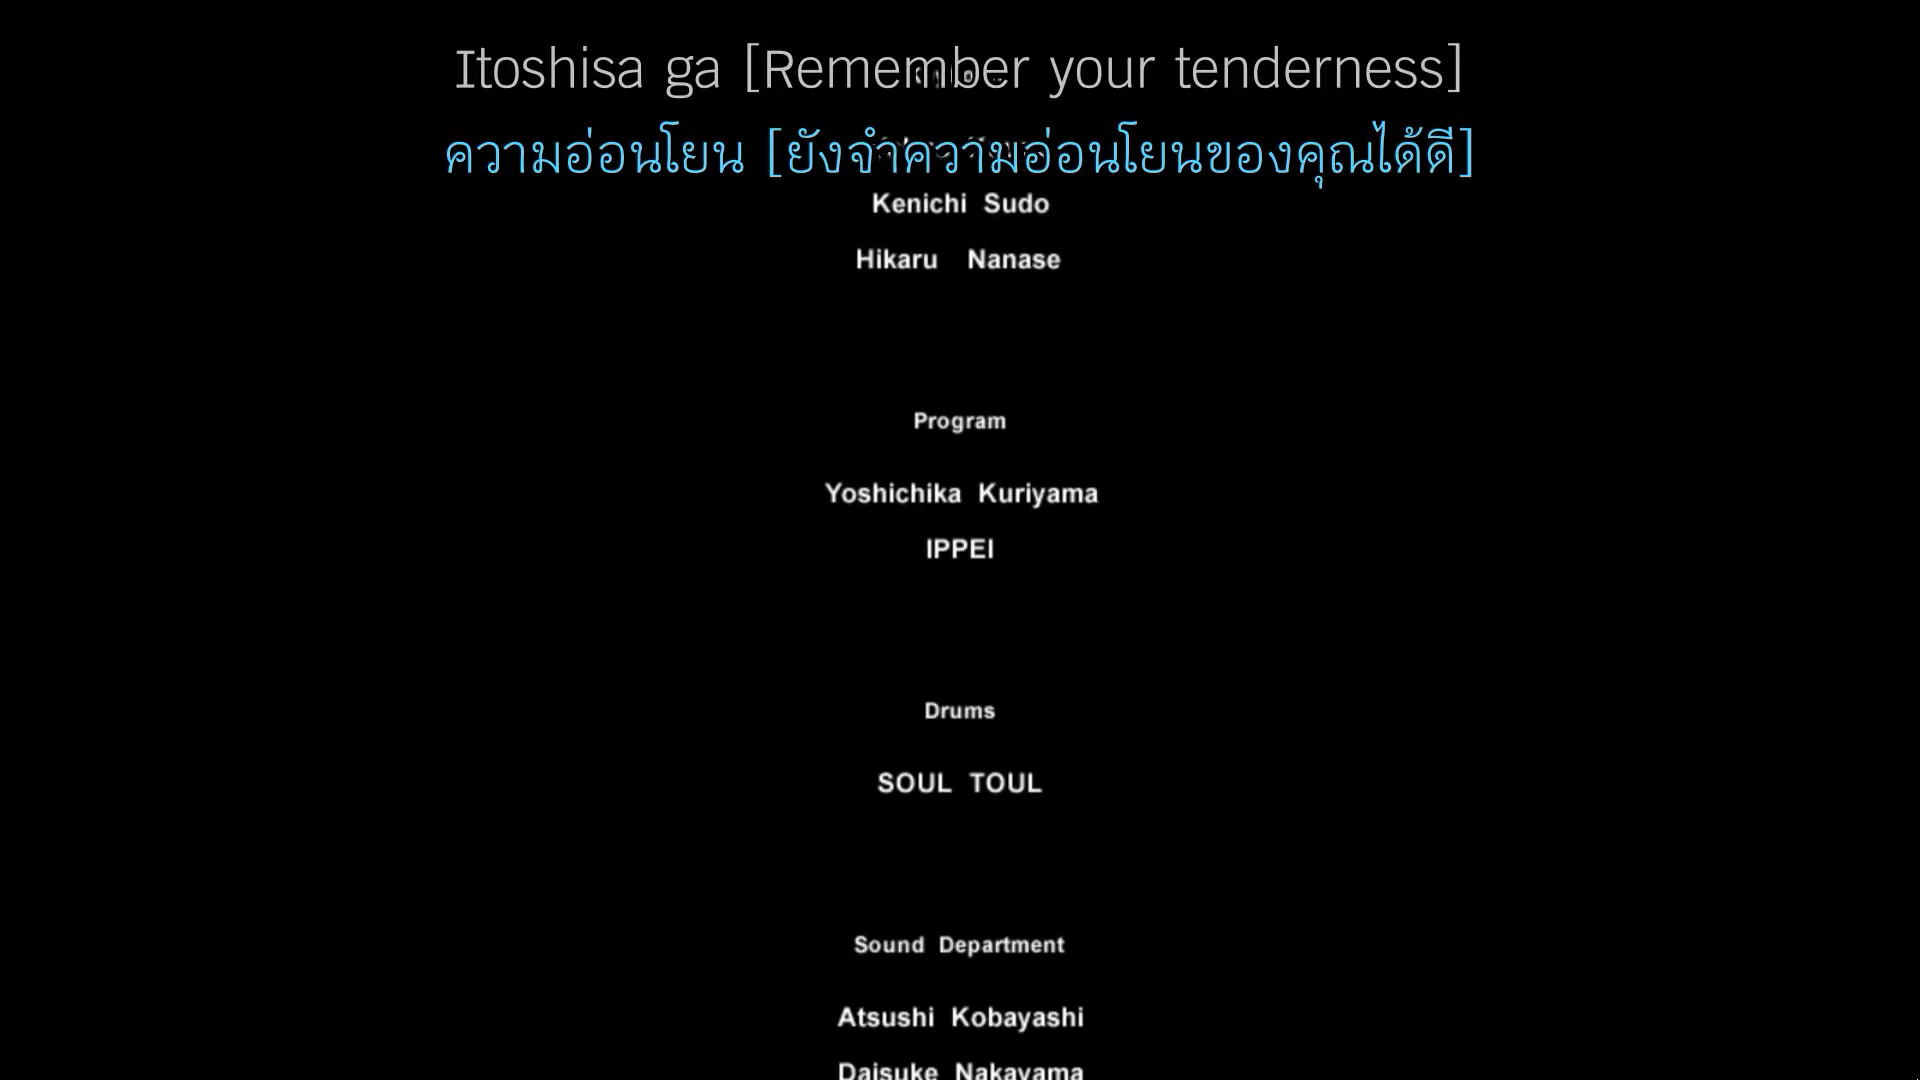 Itoshisa ga [Remember your tenderness]
ความอ่อนโยน [ยังจำความอ่อนโยนของคุณได้ดี]
Kenichi Sudo
Hikaru Nanase
Program
Yoshichika Kuriyama
IPPEI
Drums
SOUL TOUL
Sound Department
Atsushi Kobayashi
Daisuke Nakayama